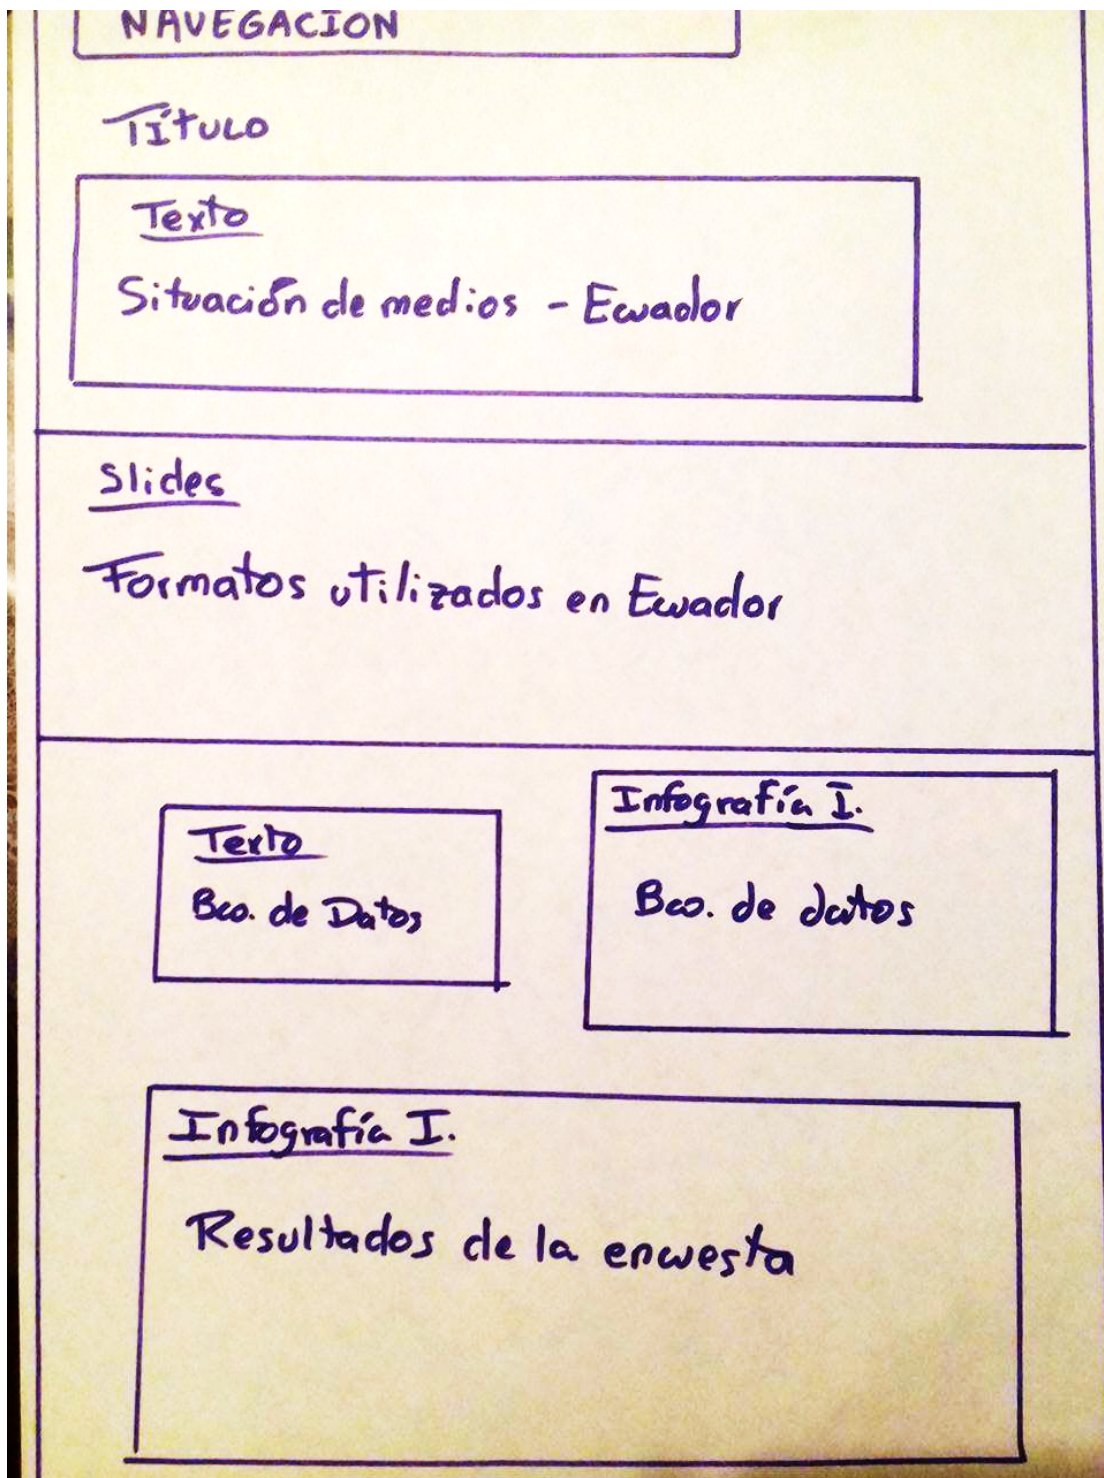 NAVEGACION
TÍTULO
Texto
Situación de medios - Ecuador
Slides
Formatos utilizados en Ecuador
Texto
Bco. de Datos
Infografía I.
Bco. de datos
Infografía I.
Resultados de la encuesta